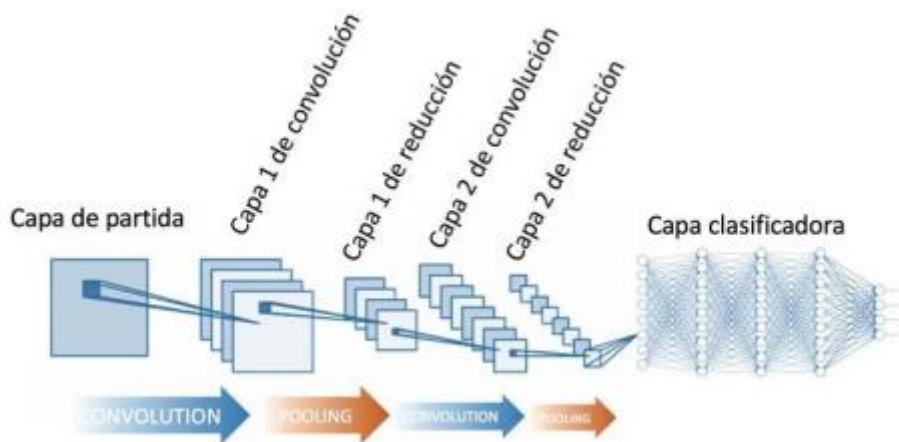 Capa de partida
Capa 1 de convolución
Capa 1 de reducción
Capa 2 de convolución
Capa 2 de reducción
Capa clasificadora
CONVOLUTION
POOLING
CONVOLUTION
POOLING